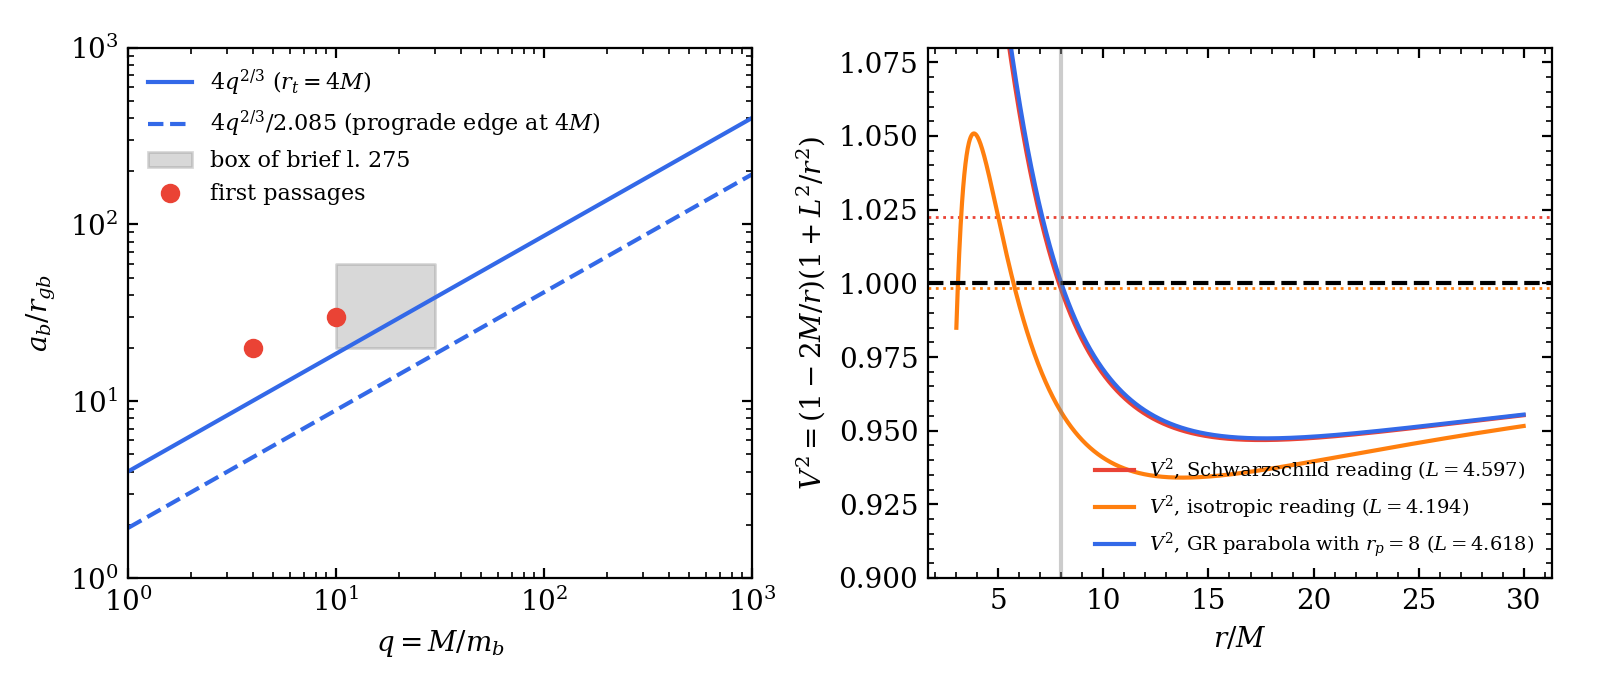 10³
10²
10¹
10⁰
10⁰ 10¹ 10² 10³
a_b/r_{gb}
q = M/m_b
4q^{2/3} (r_t = 4M)
4q^{2/3}/2.085 (prograde edge at 4M)
box of brief l. 275
first passages
1.075
1.050
1.025
1.000
0.975
0.950
0.925
0.900
5 10 15 20 25 30
V² = (1 − 2M/r)(1 + L²/r²)
r/M
V², Schwarzschild reading (L = 4.597)
V², isotropic reading (L = 4.194)
V², GR parabola with r_p = 8 (L = 4.618)